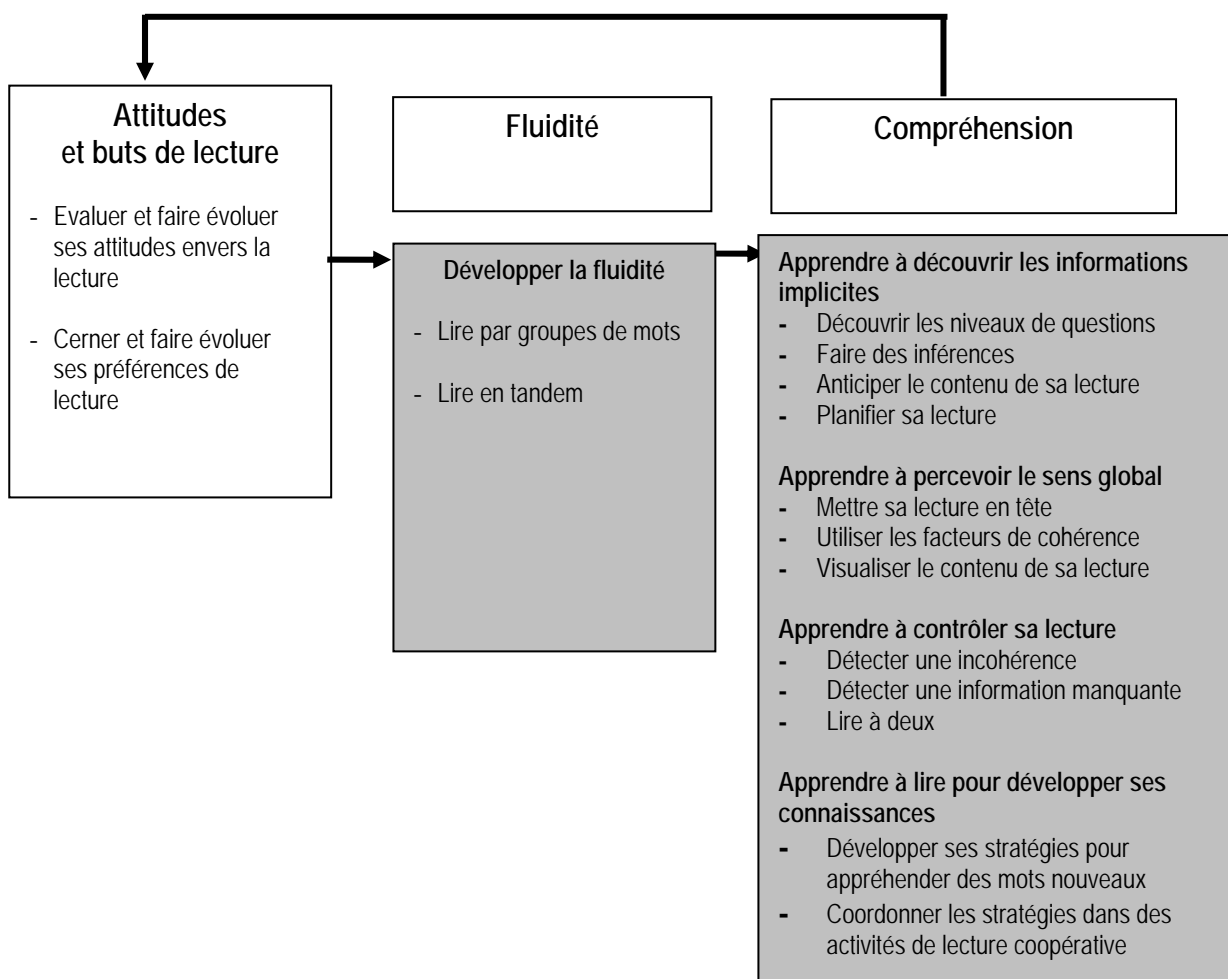 Attitudes
et buts de lecture
- Evaluer et faire évoluer
ses attitudes envers la
lecture
- Cerner et faire évoluer
ses préférences de
lecture
Fluidité
Développer la fluidité
- Lire par groupes de mots
- Lire en tandem
Compréhension
Apprendre à découvrir les informations
implicites
- Découvrir les niveaux de questions
- Faire des inférences
- Anticiper le contenu de sa lecture
- Planifier sa lecture
Apprendre à percevoir le sens global
- Mettre sa lecture en tête
- Utiliser les facteurs de cohérence
- Visualiser le contenu de sa lecture
Apprendre à contrôler sa lecture
- Détecter une incohérence
- Détecter une information manquante
- Lire à deux
Apprendre à lire pour développer ses
connaissances
- Développer ses stratégies pour
appréhender des mots nouveaux
- Coordonner les stratégies dans des
activités de lecture coopérative